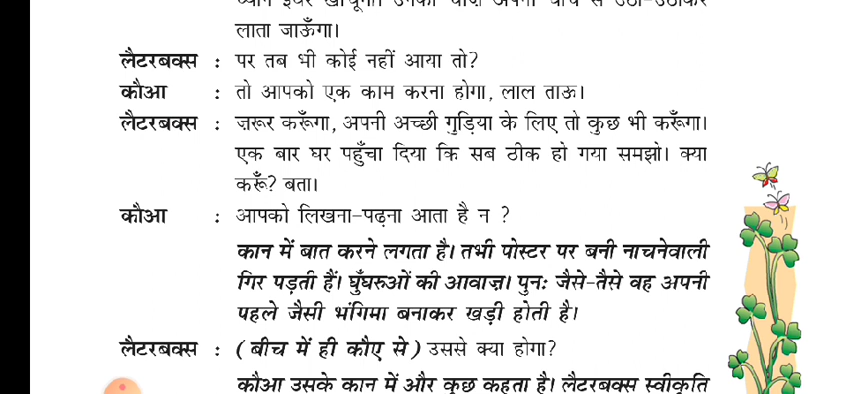 लाता जाऊँगा।
लैटरबक्स : पर तब भी कोई नहीं आया तो?
कौआ : तो आपको एक काम करना होगा, लाल ताऊ।
लैटरबक्स : ज़रूर करूँगा, अपनी अच्छी गुड़िया के लिए तो कुछ भी करूँगा।
एक बार घर पहुँचा दिया कि सब ठीक हो गया समझो। क्या
करूँ? बता।
कौआ : आपको लिखना-पढ़ना आता है न ?
कान में बात करने लगता है। तभी पोस्टर पर बनी नाचनेवाली
गिर पड़ती हैं। घुँघरुओं की आवाज़। पुनः जैसे-तैसे वह अपनी
पहले जैसी भंगिमा बनाकर खड़ी होती है।
लैटरबक्स : ( बीच में ही कौए से ) उससे क्या होगा?
कौआ उसके कान में और कुछ कहता है। लैटरबक्स स्वीकृति